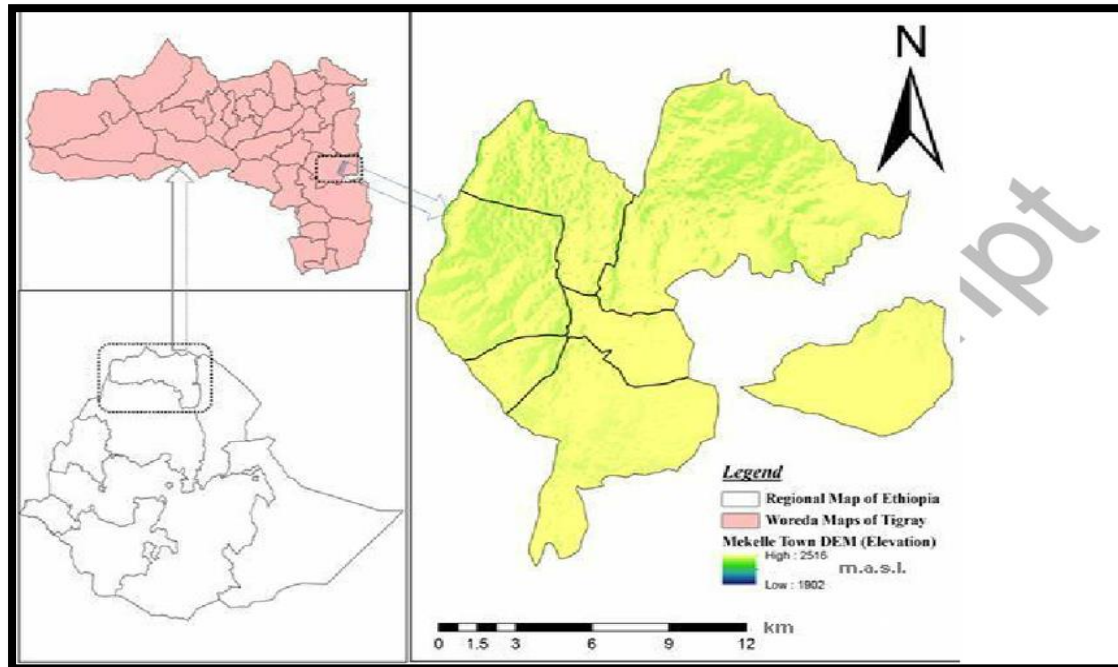 N
ipt
Legend
Regional Map of Ethiopia
Woreda Maps of Tigray
Mekelle Town DEM (Elevation)
High : 2516
m.a.s.l.
Low : 1902
km
0 1.5 3 6 9 12